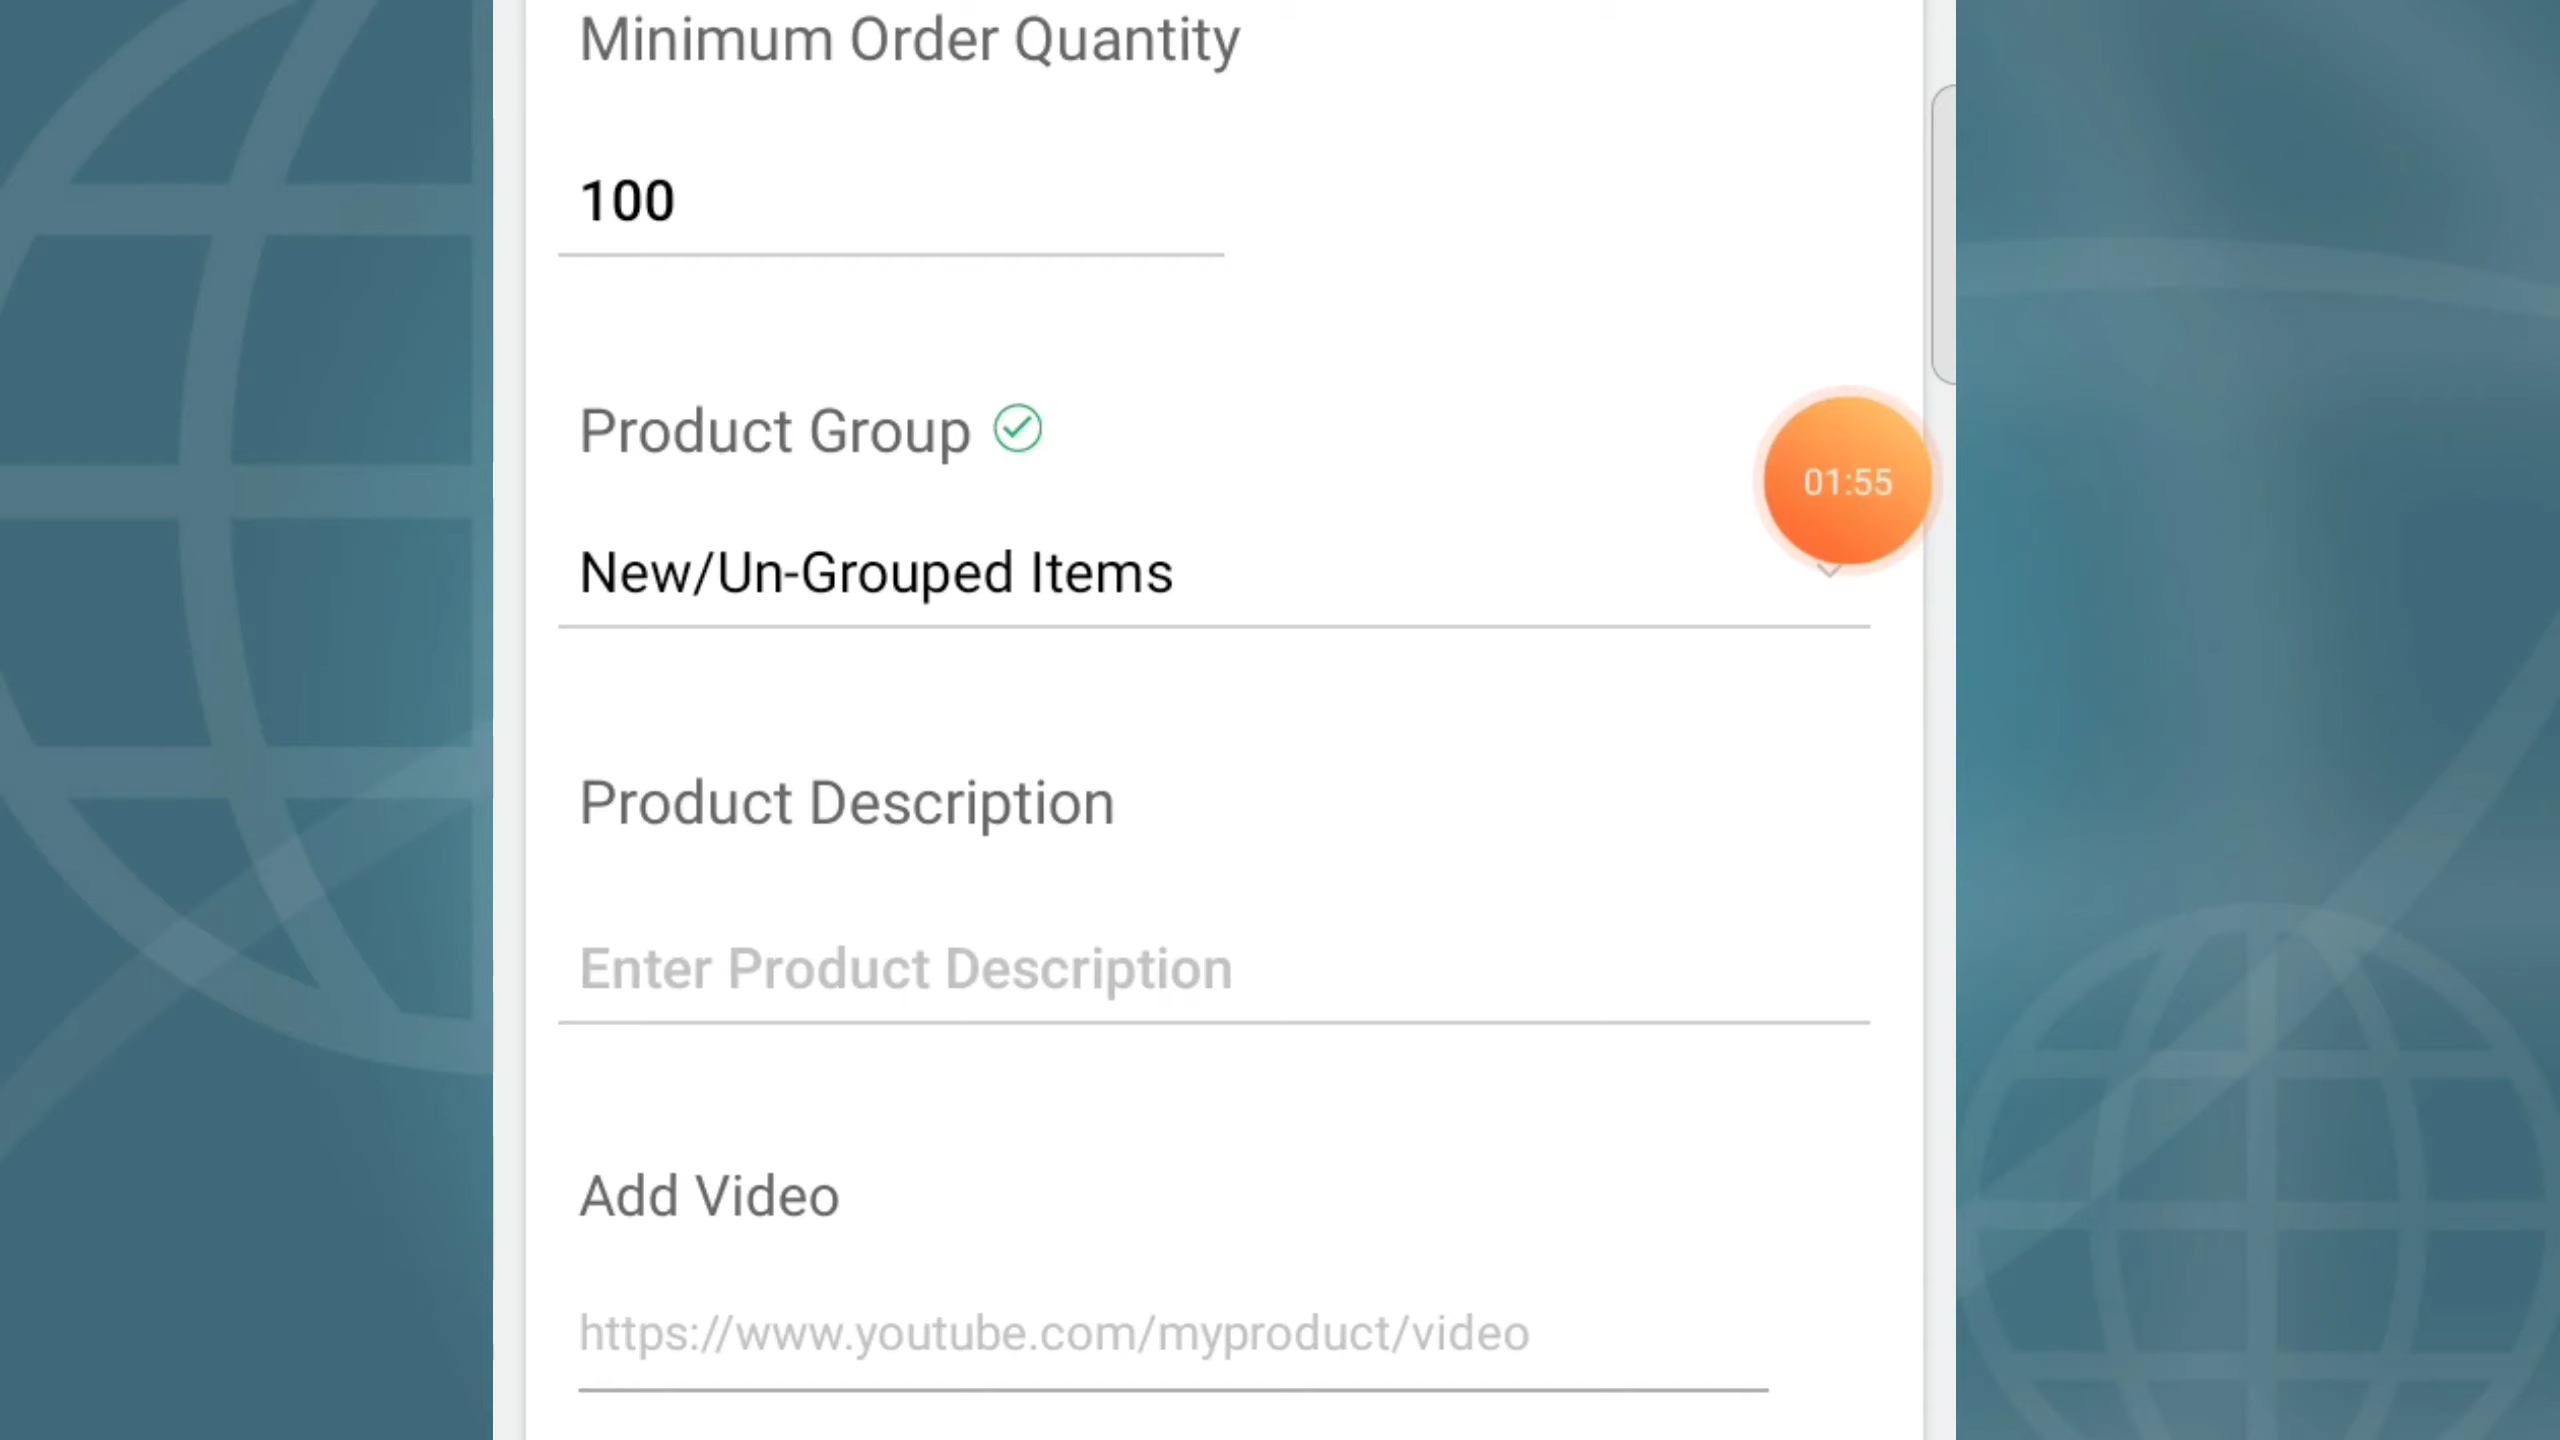 Minimum Order Quantity
100
Product Group
01:55
New/Un-Grouped Items
Product Description
Enter Product Description
Add Video
https://www.youtube.com/myproduct/video